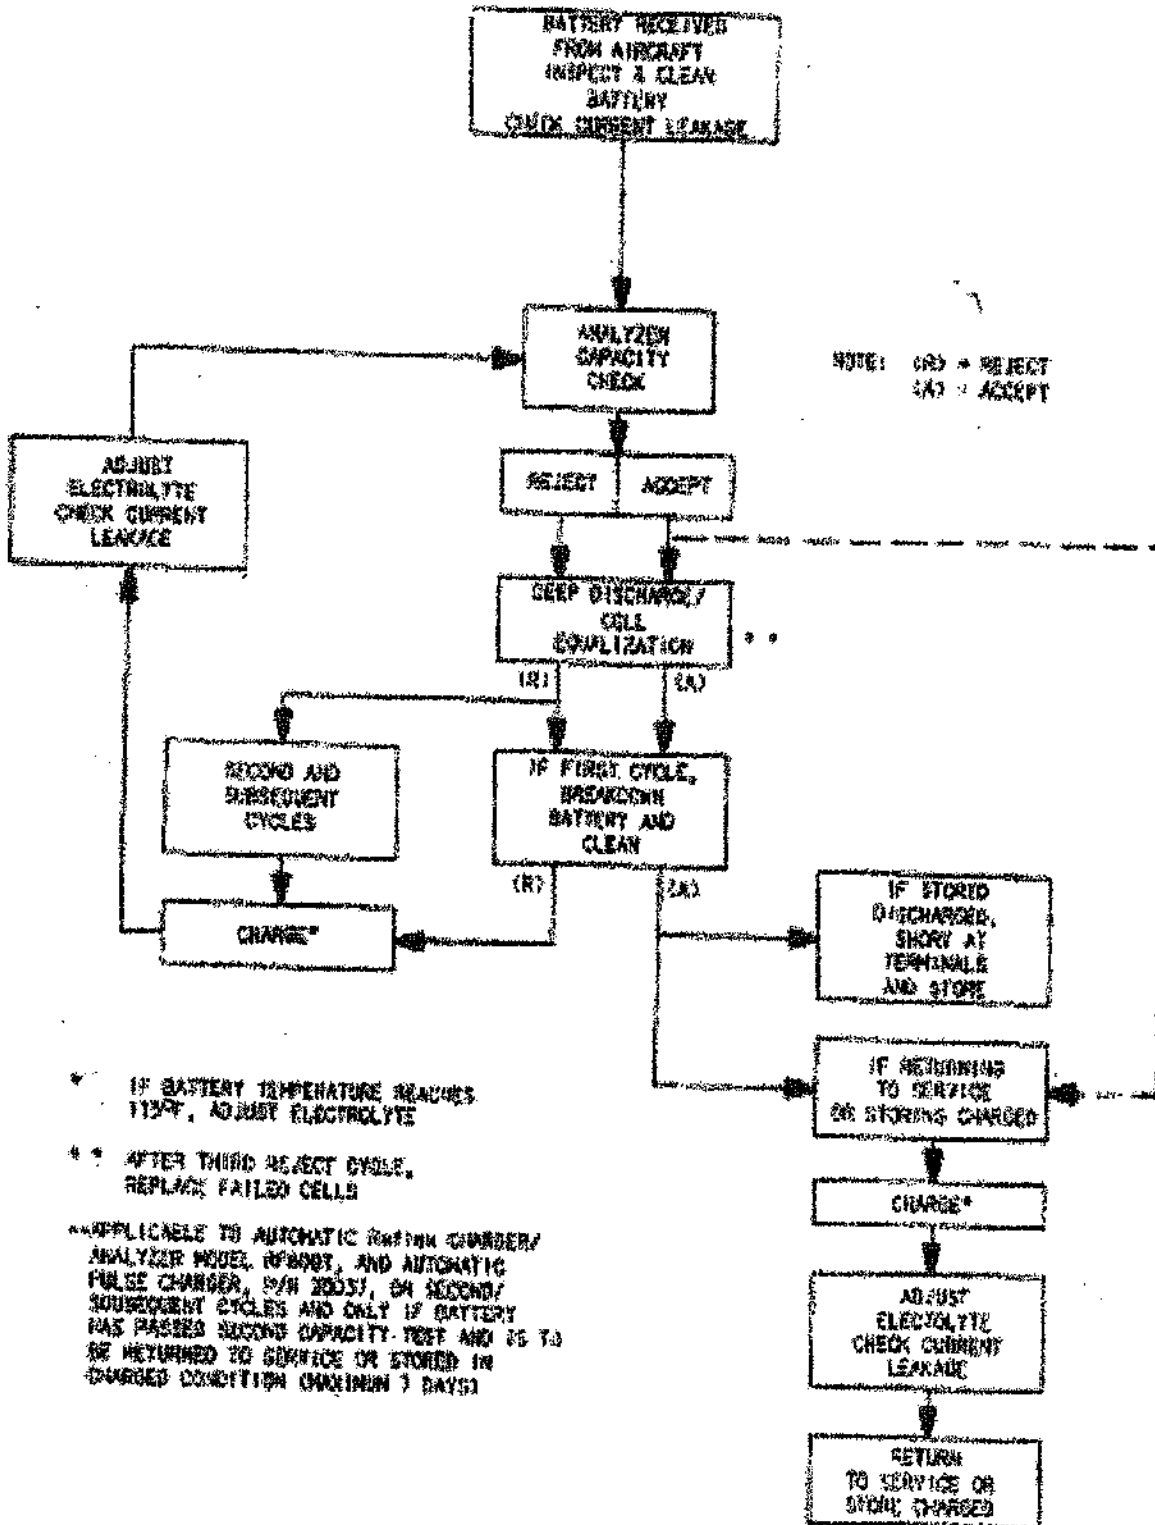 BATTERY RECEIVED
FROM AIRCRAFT
INSPECT & CLEAN
BATTERY
CHECK CURRENT LEAKAGE
ANALYZER
CAPACITY
CHECK
NOTE: (R) = REJECT
(A) = ACCEPT
ADJUST
ELECTROLYTE
CHECK CURRENT
LEAKAGE
REJECT ACCEPT
DEEP DISCHARGE/
CELL
EQUALIZATION
* *
(R) (A)
SECOND AND
SUBSEQUENT
CYCLES
IF FIRST CYCLE,
BREAKDOWN
BATTERY AND
CLEAN
(R) (A)
CHARGE*
IF STORED
DISCHARGED,
SHORT AT
TERMINALS
AND STORE
IF RETURNING
TO SERVICE
OR STORING CHARGED
* IF BATTERY TEMPERATURE REACHES
115°F, ADJUST ELECTROLYTE
* * AFTER THIRD REJECT CYCLE,
REPLACE FAILED CELLS
CHARGE*
APPLICABLE TO AUTOMATIC CHARGER/
ANALYZER MODEL AND AUTOMATIC
PULSE CHARGER, P/N ON SECOND/
SUBSEQUENT CYCLES AND ONLY IF BATTERY
HAS PASSED SECOND CAPACITY TEST AND IS TO
BE RETURNED TO SERVICE OR STORED IN
CHARGED CONDITION (MAXIMUM DAYS)
ADJUST
ELECTOLYTE
CHECK CURRENT
LEAKAGE
RETURN
TO SERVICE OR
STORE CHARGED